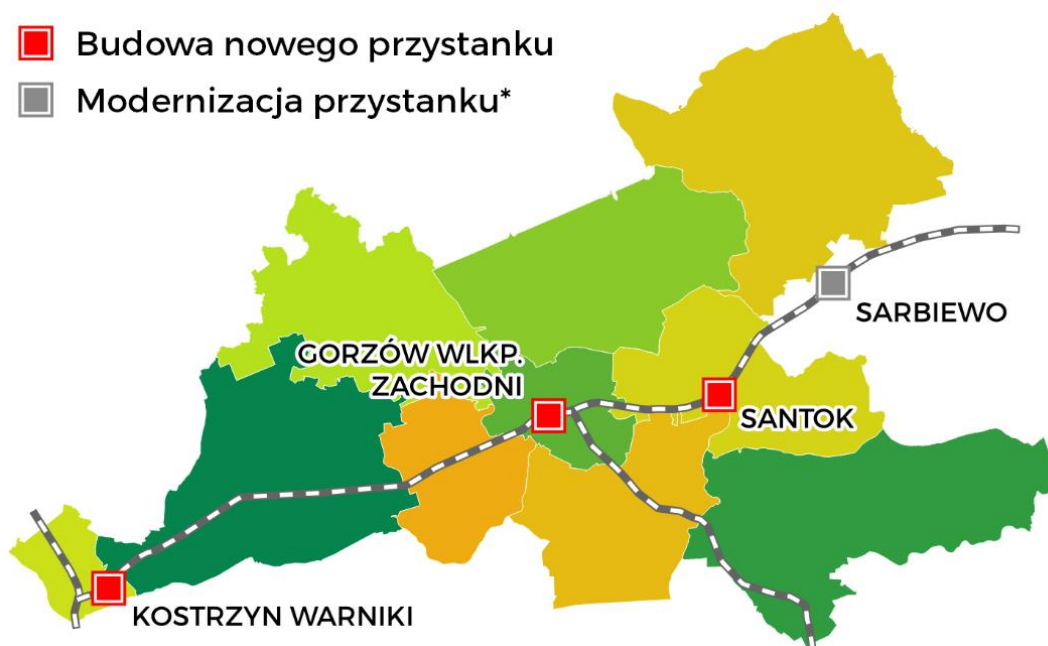 Budowa nowego przystanku
Modernizacja przystanku*
SARBIEWO
GORZÓW WLKP.
ZACHODNI
SANTOK
KOSTRZYN WARNIKI